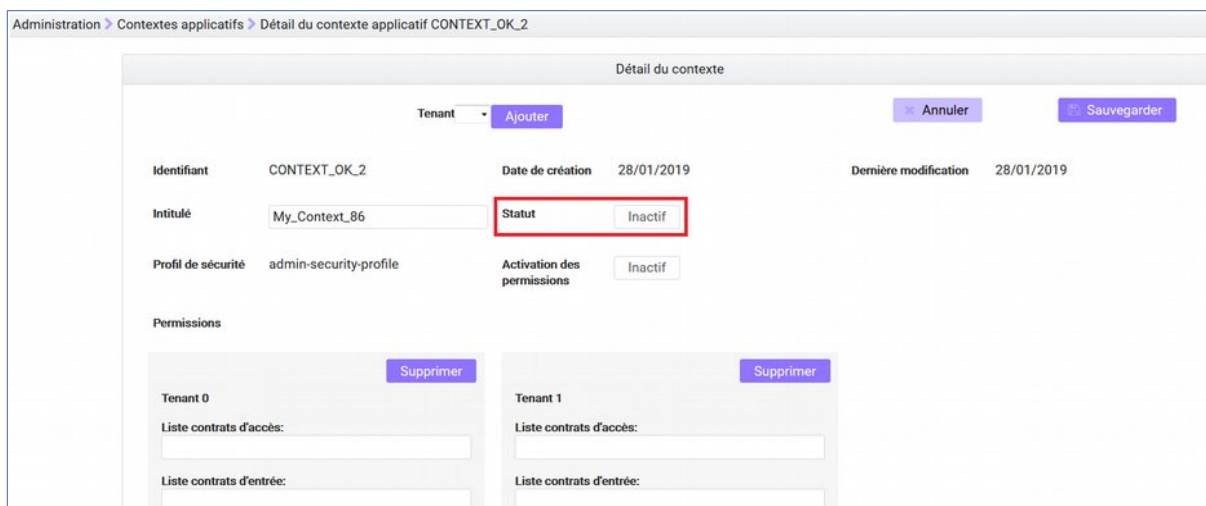 Administration > Contextes applicatifs > Détail du contexte applicatif CONTEXT_OK_2
Détail du contexte
Tenant Ajouter Annuler Sauvegarder
Identifiant CONTEXT_OK_2 Date de création 28/01/2019 Dernière modification 28/01/2019
Intitulé My_Context_86 Statut Inactif
Profil de sécurité admin-security-profile Activation des permissions Inactif
Permissions
Supprimer Supprimer
Tenant 0 Tenant 1
Liste contrats d'accès: Liste contrats d'accès:
Liste contrats d'entrée: Liste contrats d'entrée: